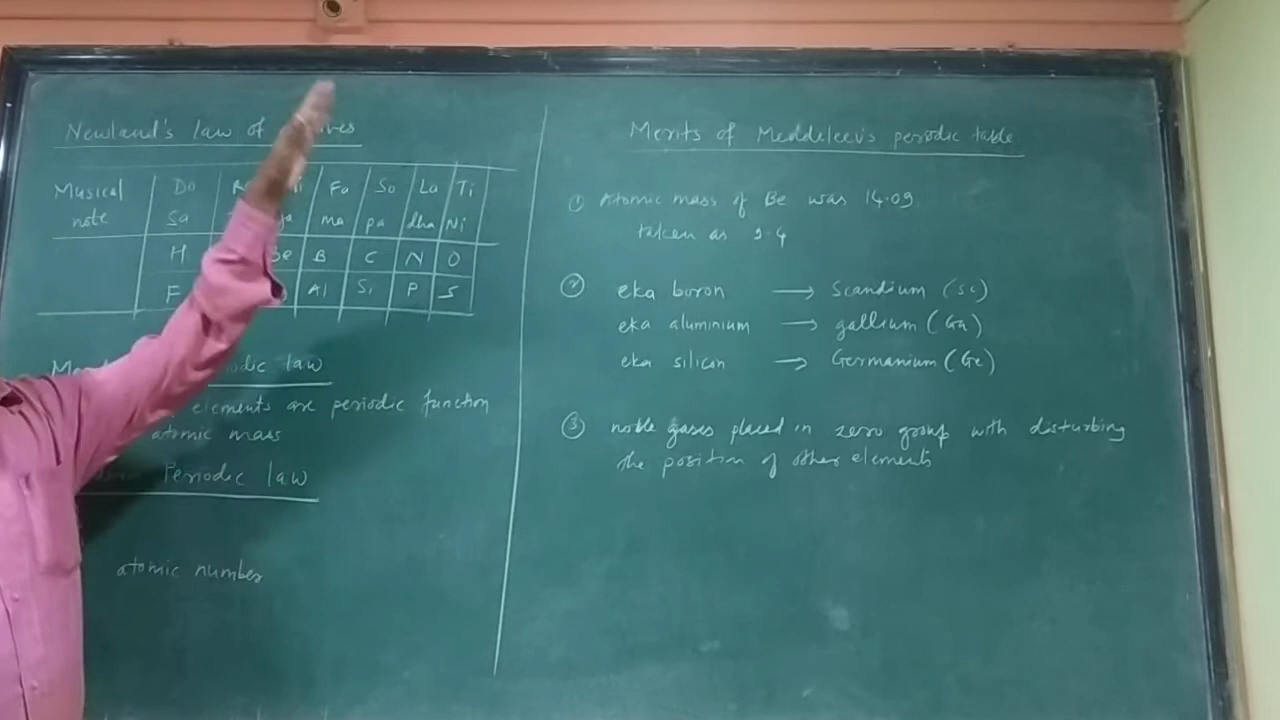 Newland's law of
Musical Do Fa So La Ti
note Sa ma pa dha Ni
H B C N O
F Al Si P S
Periodic law
elements are periodic function
atomic mass
Periodic law
atomic number
Merits of Mendeleev's periodic table
① Atomic mass of Be was 14.09
taken as 9.4
② eka boron → Scandium (Sc)
eka aluminium → gallium (Ga)
eka silicon → Germanium (Ge)
③ noble gases placed in zero group with disturbing
the position of other elements